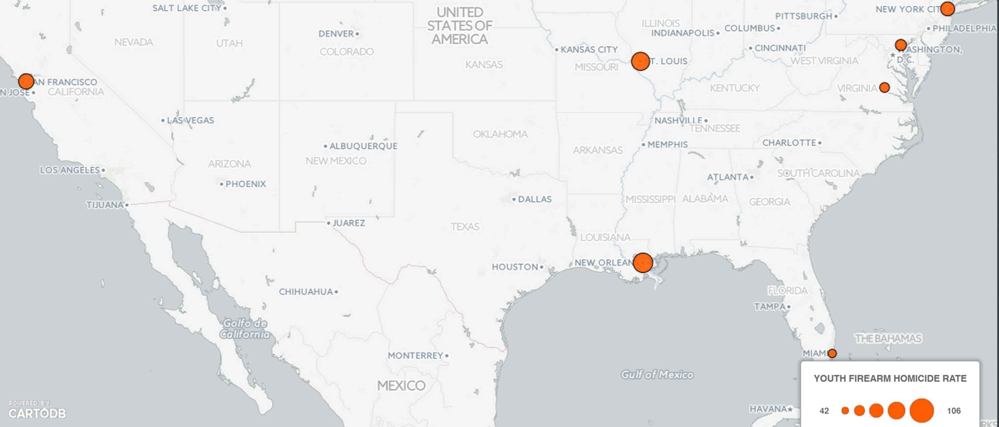 SALT LAKE CITY
UNITED
STATES OF
AMERICA
NEW YORK CIT
PITTSBURGH
ILLINOIS
INDIANAPOLIS
COLUMBUS
PHILADELPHIA
DENVER
NEVADA
UTAH
COLORADO
KANSAS CITY
CINCINNATI
ASHINGTON,
D.C.
KANSAS
MISSOURI
T. LOUIS
WEST VIRGINIA
SAN FRANCISCO
N JOSE
CALIFORNIA
KENTUCKY
VIRGINIA
LAS VEGAS
NASHVILLE
TENNESSEE
OKLAHOMA
ALBUQUERQUE
NEW MEXICO
ARKANSAS
MEMPHIS
CHARLOTTE
ARIZONA
LOS ANGELES
PHOENIX
ATLANTA
SOUTH CAROLINA
TIJUANA
DALLAS
MISSISSIPPI
ALABAMA
GEORGIA
JUAREZ
TEXAS
LOUISIANA
HOUSTON
NEW ORLEANS
CHIHUAHUA
FLORIDA
TAMPA
Golfo de
California
THE BAHAMAS
MONTERREY
MIAMI
Gulf of Mexico
MEXICO
HAVANA
YOUTH FIREARM HOMICIDE RATE
42 106
POWERED BY
CARTODB